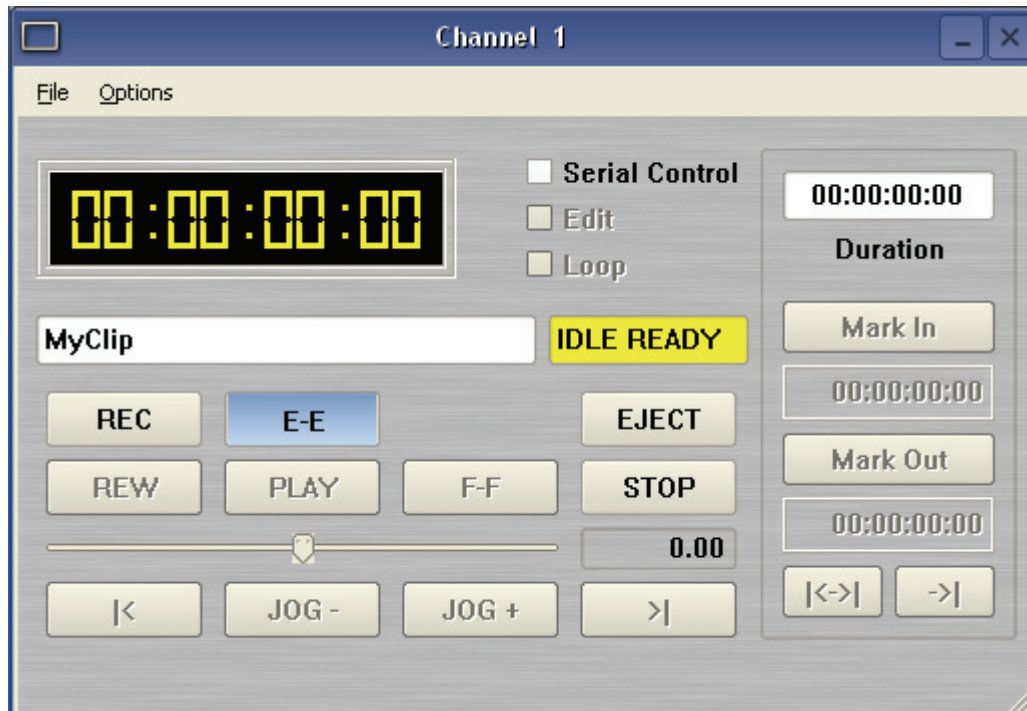 Channel 1
File Options
00:00:00:00
Serial Control
Edit
Loop
00:00:00:00
Duration
MyClip
IDLE READY
Mark In
00:00:00:00
REC E-E EJECT
Mark Out
REW PLAY F-F STOP
00:00:00:00
0.00
|< JOG - JOG + >|
|<->| ->|